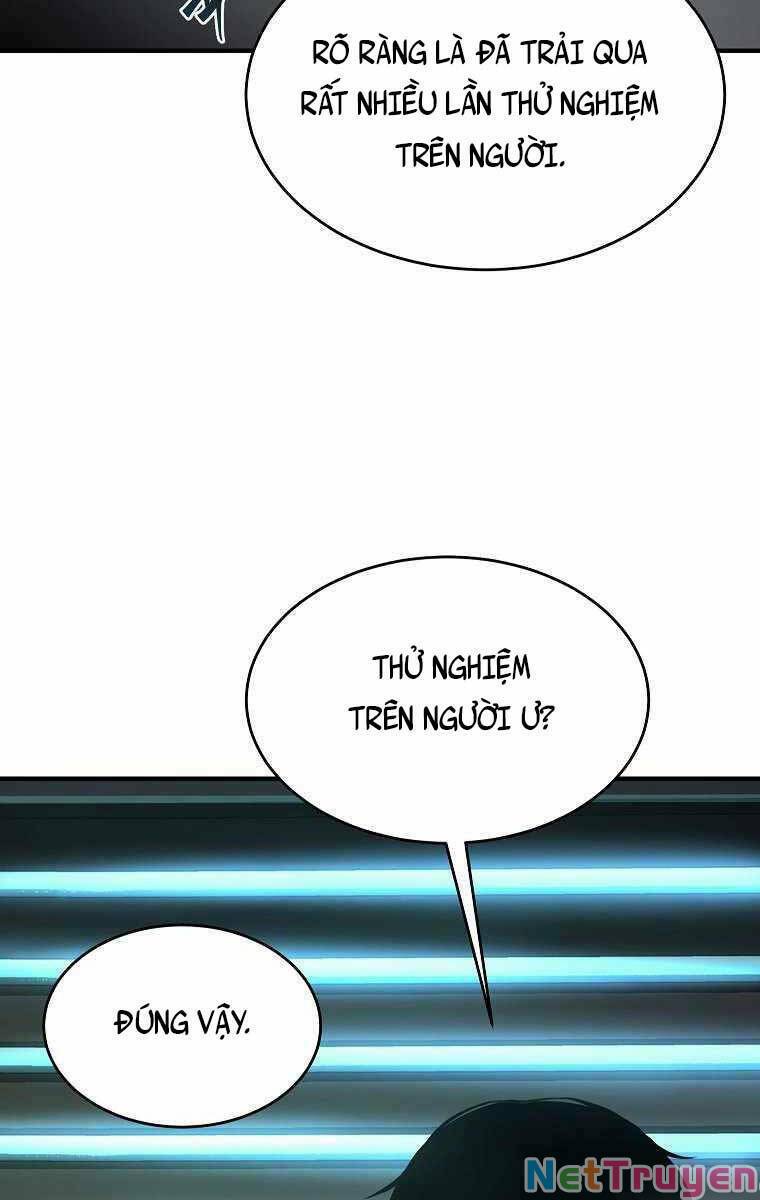 RÕ RÀNG LÀ ĐÃ TRẢI QUA
RẤT NHIỀU LẦN THỬ NGHIỆM
TRÊN NGƯỜI.
THỬ NGHIỆM
TRÊN NGƯỜI Ư?
ĐÚNG VẬY.
NetTruyen